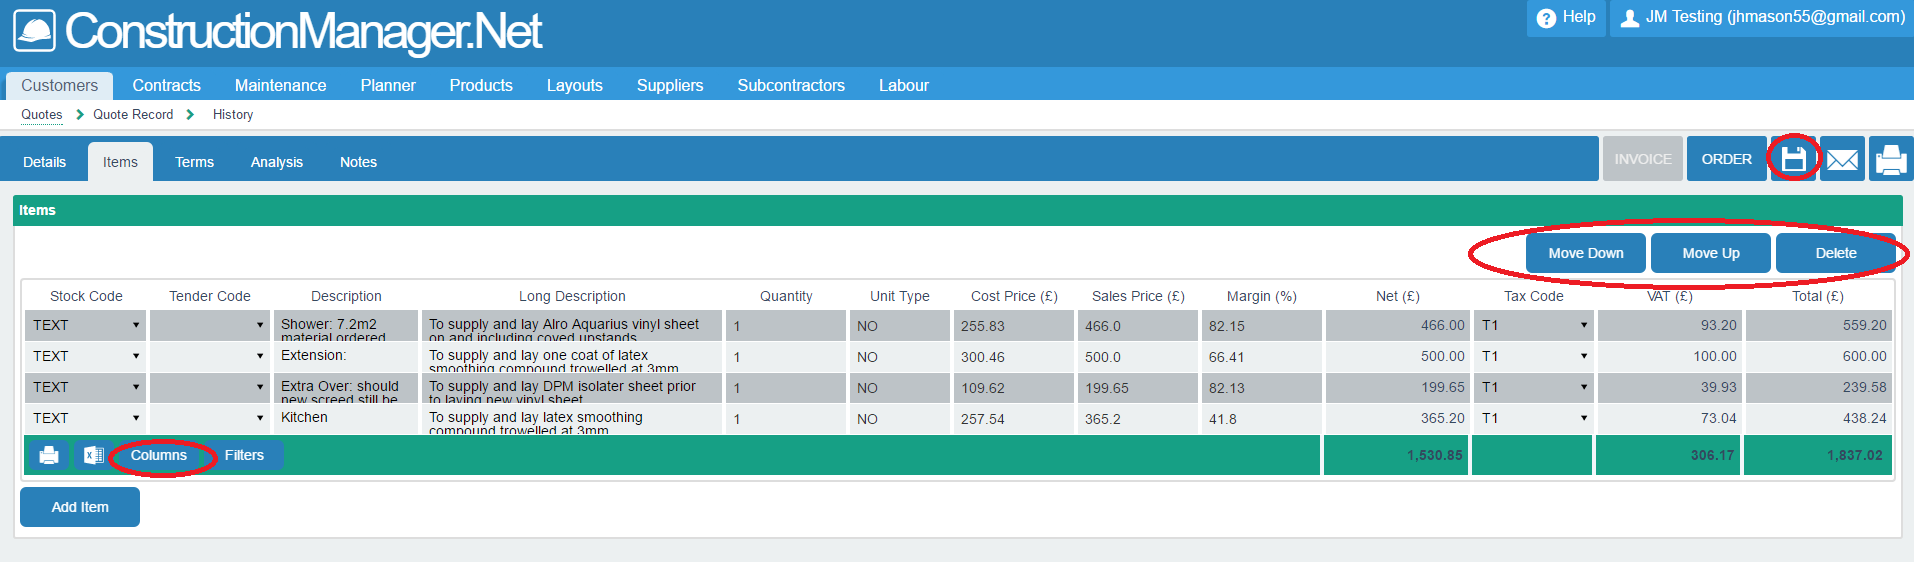 ConstructionManager.Net
Help
JM Testing (jhmason55@gmail.com)
Customers Contracts Maintenance Planner Products Layouts Suppliers Subcontractors Labour
Quotes Quote Record History
Details Items Terms Analysis Notes INVOICE ORDER
Items
Move Down Move Up Delete
Stock Code Tender Code Description Long Description Quantity Unit Type Cost Price (£) Sales Price (£) Margin (%) Net (£) Tax Code VAT (£) Total (£)
TEXT Shower: 7.2m2 To supply and lay Alro Aquarius vinyl sheet 1 NO 255.83 466.0 82.15 466.00 T1 93.20 559.20
material ordered on and including coved upstands
TEXT Extension: To supply and lay one coat of latex 1 NO 300.46 500.0 66.41 500.00 T1 100.00 600.00
smoothing compound trowelled at 3mm
TEXT Extra Over: should To supply and lay DPM isolater sheet prior 1 NO 109.62 199.65 82.13 199.65 T1 39.93 239.58
new screed still be to laying new vinyl sheet
TEXT Kitchen To supply and lay latex smoothing 1 NO 257.54 365.2 41.8 365.20 T1 73.04 438.24
compound trowelled at 3mm
Columns Filters 1,530.85 306.17 1,837.02
Add Item